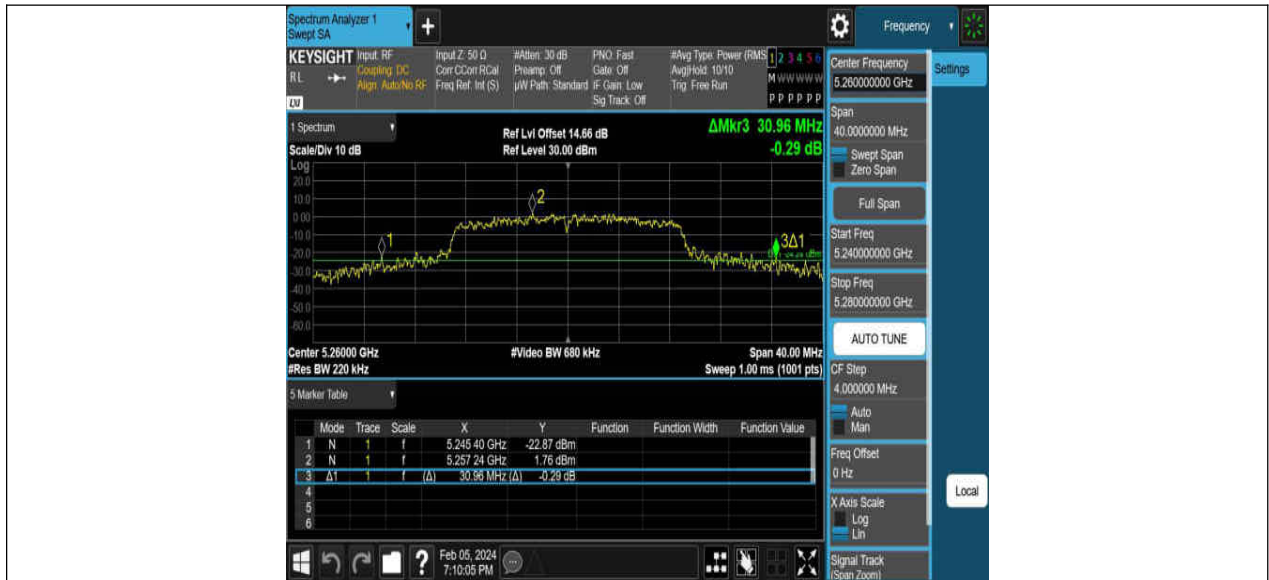 Spectrum Analyzer 1
Swept SA
Frequency
KEYSIGHT
RL
Input: RF
Coupling: DC
Align: Auto/No RF
Input Z: 50 Ω
Corr CCorr RCal
Freq Ref: Int (S)
#Atten: 30 dB
Preamp: Off
µW Path: Standard
PNO: Fast
Gate: Off
IF Gain: Low
Sig Track: Off
#Avg Type: Power (RMS
Avg|Hold: 10/10
Trig: Free Run
1 2 3 4 5 6
M W W W W W
P P P P P P
Center Frequency
5.260000000 GHz
Settings
Span
40.0000000 MHz
Swept Span
Zero Span
Full Span
Start Freq
5.240000000 GHz
Stop Freq
5.280000000 GHz
AUTO TUNE
CF Step
4.000000 MHz
Auto
Man
Freq Offset
0 Hz
X Axis Scale
Log
Lin
Signal Track
(Span Zoom)
Local
1 Spectrum
Scale/Div 10 dB
Ref Lvl Offset 14.66 dB
Ref Level 30.00 dBm
ΔMkr3 30.96 MHz
-0.29 dB
Log
20.0
10.0
0.00
-10.0
-20.0
-30.0
-40.0
-50.0
-60.0
1
2
3Δ1
Center 5.26000 GHz
#Video BW 680 kHz
Span 40.00 MHz
#Res BW 220 kHz
Sweep 1.00 ms (1001 pts)
5 Marker Table
Mode Trace Scale X Y Function Function Width Function Value
1 N 1 f 5.245 40 GHz -22.87 dBm
2 N 1 f 5.257 24 GHz 1.76 dBm
3 Δ1 1 f (Δ) 30.96 MHz (Δ) -0.29 dB
4
5
6
?
Feb 05, 2024
7:10:05 PM